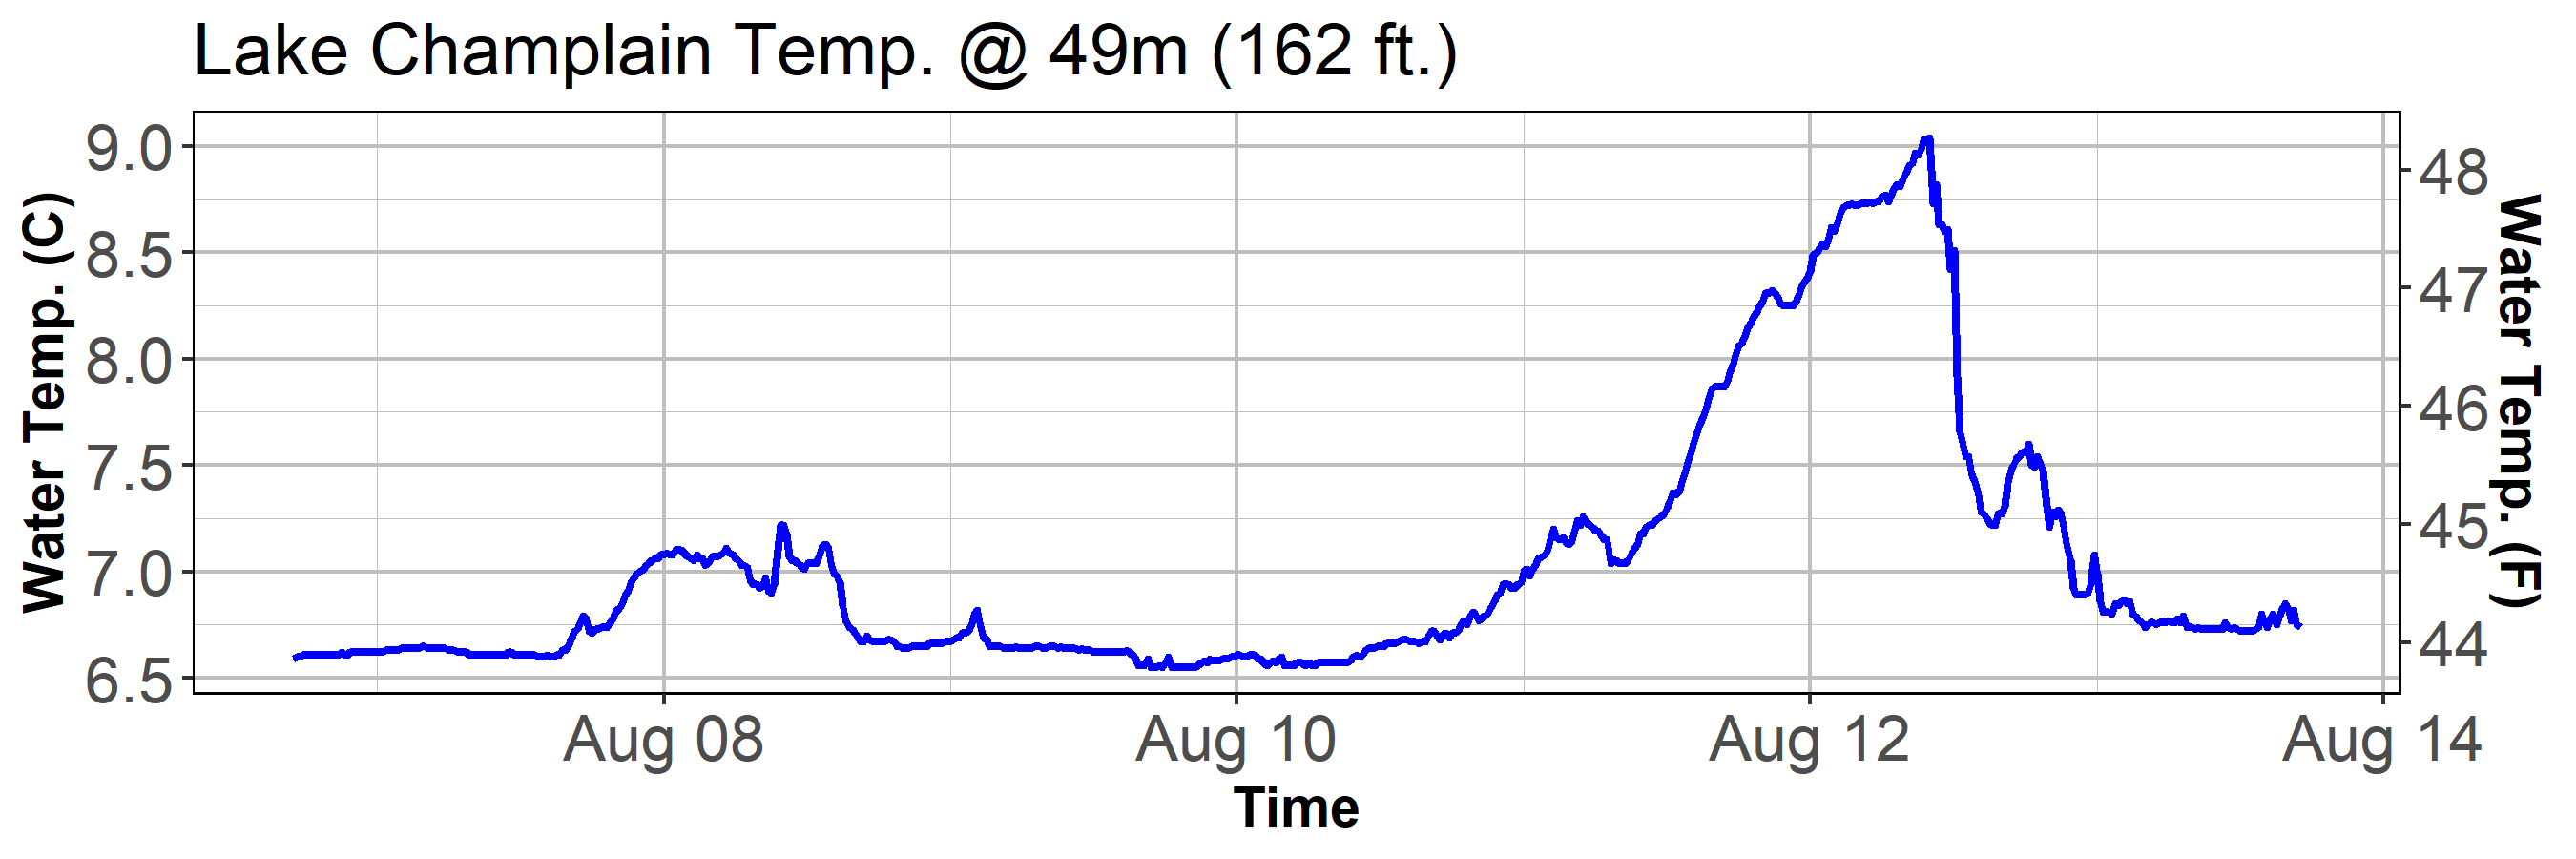 Lake Champlain Temp. @ 49m (162 ft.)
Water Temp. (C)
9.0
8.5
8.0
7.5
7.0
6.5
48
47
46
45
44
Water Temp. (F)
Aug 08
Aug 10
Aug 12
Aug 14
Time